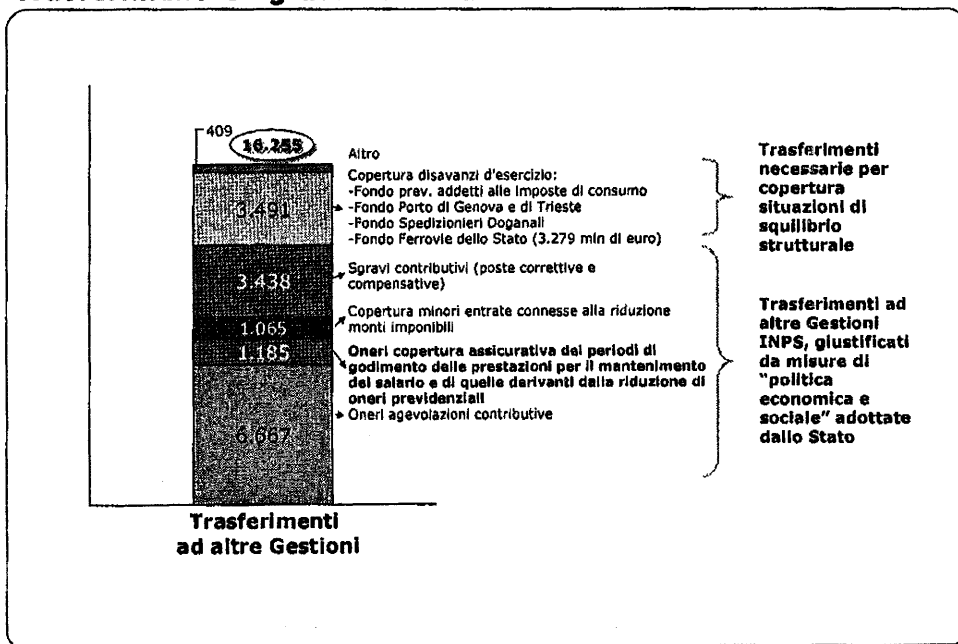 409
16.255
Altro
Copertura disavanzi d'esercizio:
-Fondo prev. addetti alle imposte di consumo
-Fondo Porto di Genova e di Trieste
-Fondo Spedizionieri Doganali
-Fondo Ferrovie dello Stato (3.279 mln di euro)
3.491
Sgravi contributivi (poste correttive e
compensative)
3.438
Copertura minori entrate connesse alla riduzione
monti imponibili
1.065
1.185
Oneri copertura assicurativa dei periodi di
godimento delle prestazioni per il mantenimento
del salario e di quelle derivanti dalla riduzione di
oneri previdenziali
Oneri agevolazioni contributive
6.667
Trasferimenti
necessarie per
copertura
situazioni di
squilibrio
strutturale
Trasferimenti ad
altre Gestioni
INPS, giustificati
da misure di
"politica
economica e
sociale" adottate
dallo Stato
Trasferimenti
ad altre Gestioni